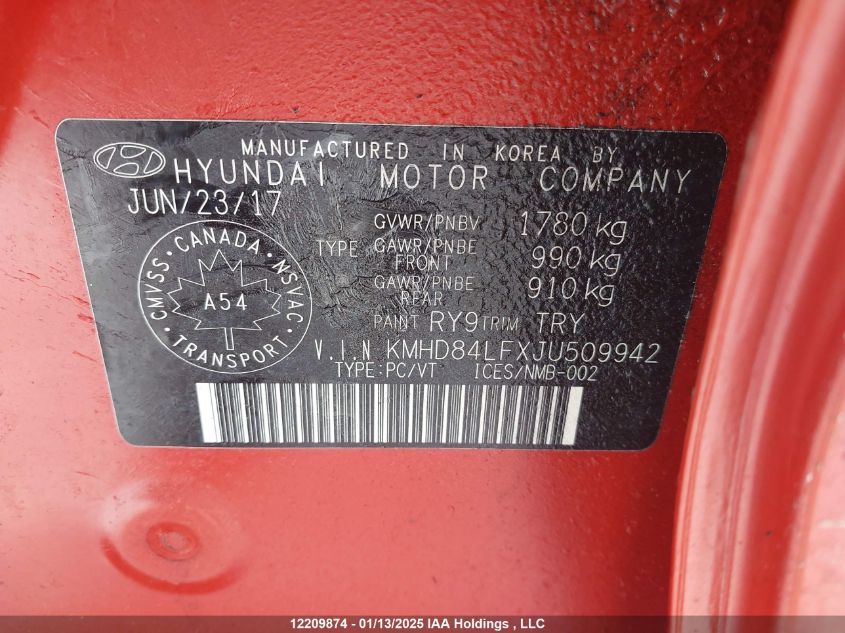 MANUFACTURED IN KOREA BY
HYUNDAI MOTOR COMPANY
JUN/23/17
GVWR/PNBV 1780 kg
TYPE GAWR/PNBE FRONT 990 kg
GAWR/PNBE REAR 910 kg
CMVSS · CANADA · NSVAC
A54
· TRANSPORT ·
PAINT RY9 TRIM TRY
V.I.N KMHD84LFXJU509942
TYPE:PC/VT ICES/NMB-002
12209874 - 01/13/2025 IAA Holdings , LLC